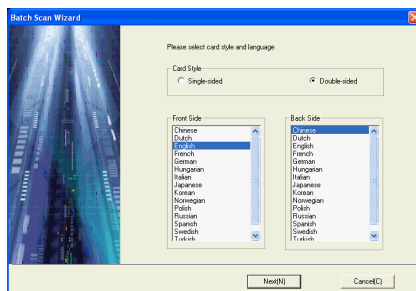 Batch Scan Wizard
Please select card style and language
Card Style
Single-sided
Double-sided
Front Side
Chinese
Dutch
English
French
German
Hungarian
Italian
Japanese
Korean
Norwegian
Polish
Russian
Spanish
Swedish
Turkish
Back Side
Chinese
Dutch
English
French
German
Hungarian
Italian
Japanese
Korean
Norwegian
Polish
Russian
Spanish
Swedish
Turkish
Next(N)
Cancel(C)